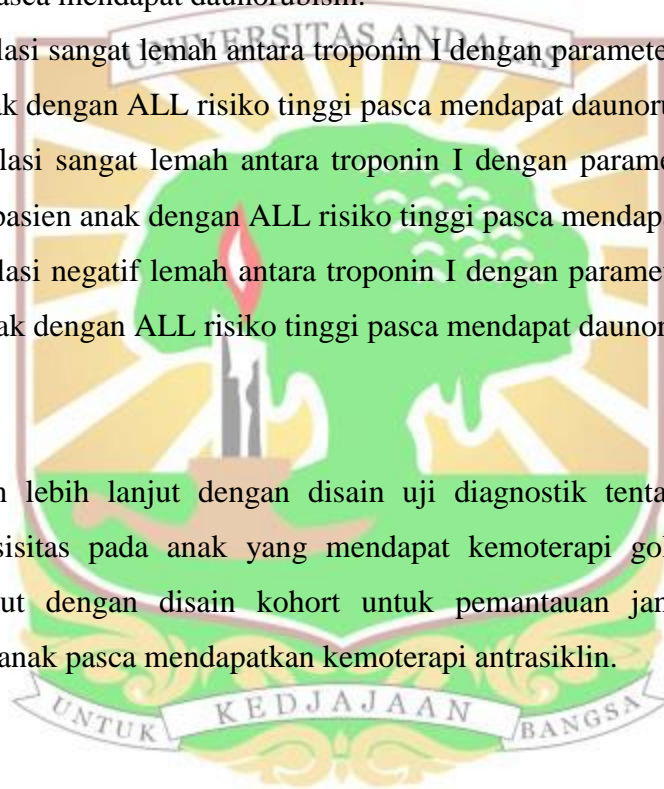 pasca mendapat daunorubisin.
UNIVERSITAS ANDALAS
lasi sangat lemah antara troponin I dengan paramete
ak dengan ALL risiko tinggi pasca mendapat daunoru
lasi sangat lemah antara troponin I dengan parame
pasien anak dengan ALL risiko tinggi pasca mendap
lasi negatif lemah antara troponin I dengan parame
ak dengan ALL risiko tinggi pasca mendapat daunor
n lebih lanjut dengan disain uji diagnostik tenta
sisitas pada anak yang mendapat kemoterapi gol
ut dengan disain kohort untuk pemantauan jan
anak pasca mendapatkan kemoterapi antrasiklin.
UNTUK KEDJAJAAN BANGSA